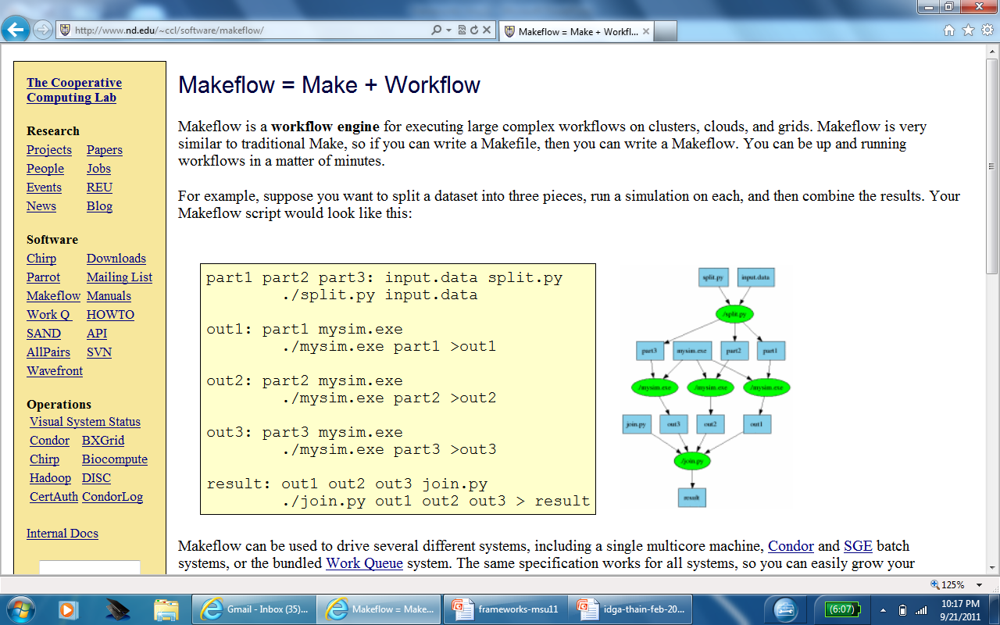 http://www.nd.edu/~ccl/software/makeflow/
Makeflow = Make + Workfl...
The Cooperative
Computing Lab
Research
Projects Papers
People Jobs
Events REU
News Blog
Software
Chirp Downloads
Parrot Mailing List
Makeflow Manuals
Work Q HOWTO
SAND API
AllPairs SVN
Wavefront
Operations
Visual System Status
Condor BXGrid
Chirp Biocompute
Hadoop DISC
CertAuth CondorLog
Internal Docs
Makeflow = Make + Workflow
Makeflow is a workflow engine for executing large complex workflows on clusters, clouds, and grids. Makeflow is very
similar to traditional Make, so if you can write a Makefile, then you can write a Makeflow. You can be up and running
workflows in a matter of minutes.
For example, suppose you want to split a dataset into three pieces, run a simulation on each, and then combine the results. Your
Makeflow script would look like this:
part1 part2 part3: input.data split.py
./split.py input.data
out1: part1 mysim.exe
./mysim.exe part1 >out1
out2: part2 mysim.exe
./mysim.exe part2 >out2
out3: part3 mysim.exe
./mysim.exe part3 >out3
result: out1 out2 out3 join.py
./join.py out1 out2 out3 > result
split.py input.data
./split.py
part3 mysim.exe part2 part1
./mysim.exe ./mysim.exe ./mysim.exe
join.py out3 out2 out1
./join.py
result
Makeflow can be used to drive several different systems, including a single multicore machine, Condor and SGE batch
systems, or the bundled Work Queue system. The same specification works for all systems, so you can easily grow your
125%
Gmail - Inbox (35)...
Makeflow = Make...
frameworks-msu11
idga-thain-feb-20...
(6:07)
10:17 PM
9/21/2011